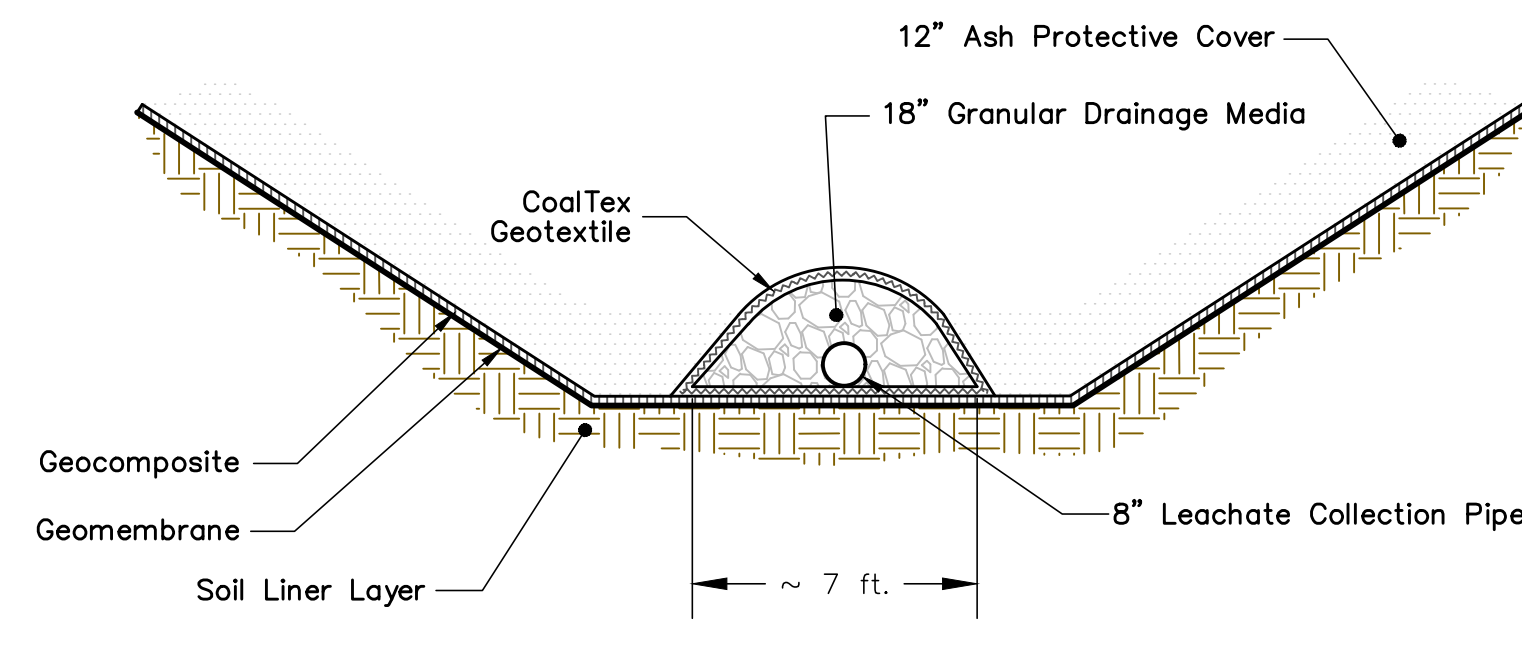 12” Ash Protective Cover
18” Granular Drainage Media
CoalTex
Geotextile
Geocomposite
Geomembrane
8” Leachate Collection Pipe
Soil Liner Layer
~ 7 ft.